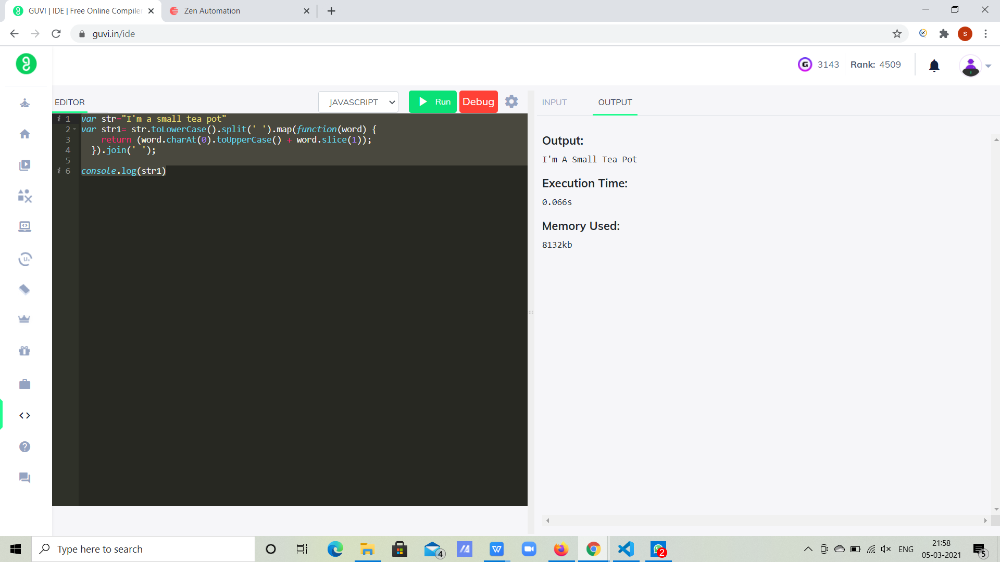 GUVI | IDE | Free Online Compiler
Zen Automation
guvi.in/ide
S
3143
Rank: 4509
EDITOR
JAVASCRIPT
Run
Debug
INPUT
OUTPUT
1 var str="I'm a small tea pot"
2 var str1= str.toLowerCase().split(' ').map(function(word) {
3 return (word.charAt(0).toUpperCase() + word.slice(1));
4 }).join(' ');
5
6 console.log(str1)
Output:
I'm A Small Tea Pot
Execution Time:
0.066s
Memory Used:
8132kb
Type here to search
4
W
2
ENG
21:58
05-03-2021
5